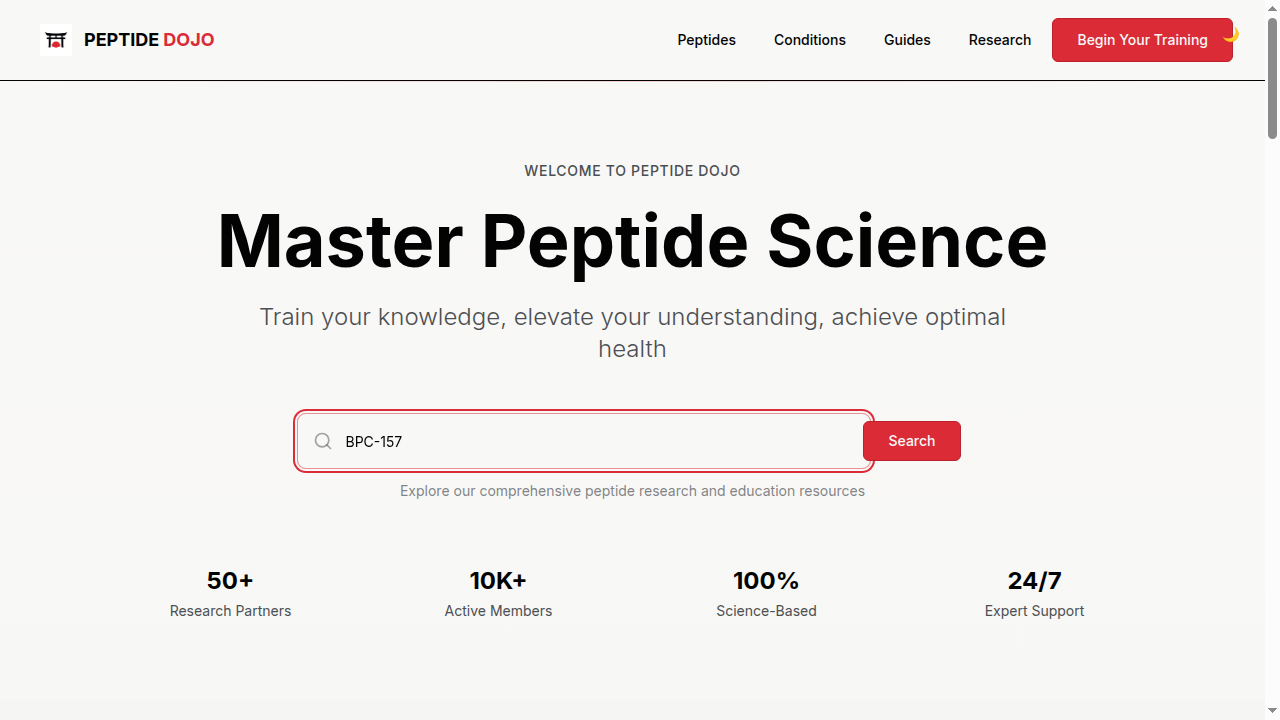 PEPTIDE DOJO
Peptides
Conditions
Guides
Research
Begin Your Training
WELCOME TO PEPTIDE DOJO
Master Peptide Science
Train your knowledge, elevate your understanding, achieve optimal
health
BPC-157
Search
Explore our comprehensive peptide research and education resources
50+
Research Partners
10K+
Active Members
100%
Science-Based
24/7
Expert Support